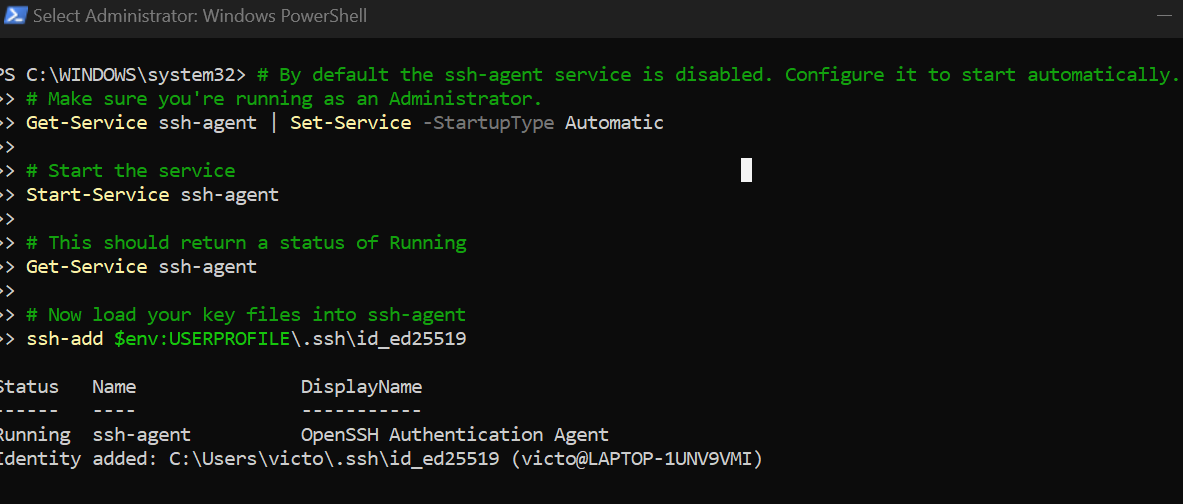 Select Administrator: Windows PowerShell
PS C:\WINDOWS\system32> # By default the ssh-agent service is disabled. Configure it to start automatically.
>> # Make sure you're running as an Administrator.
>> Get-Service ssh-agent | Set-Service -StartupType Automatic
>>
>> # Start the service
>> Start-Service ssh-agent
>>
>> # This should return a status of Running
>> Get-Service ssh-agent
>>
>> # Now load your key files into ssh-agent
>> ssh-add $env:USERPROFILE\.ssh\id_ed25519
Status   Name               DisplayName
------   ----               -----------
Running  ssh-agent          OpenSSH Authentication Agent
Identity added: C:\Users\victo\.ssh\id_ed25519 (victo@LAPTOP-1UNV9VMI)